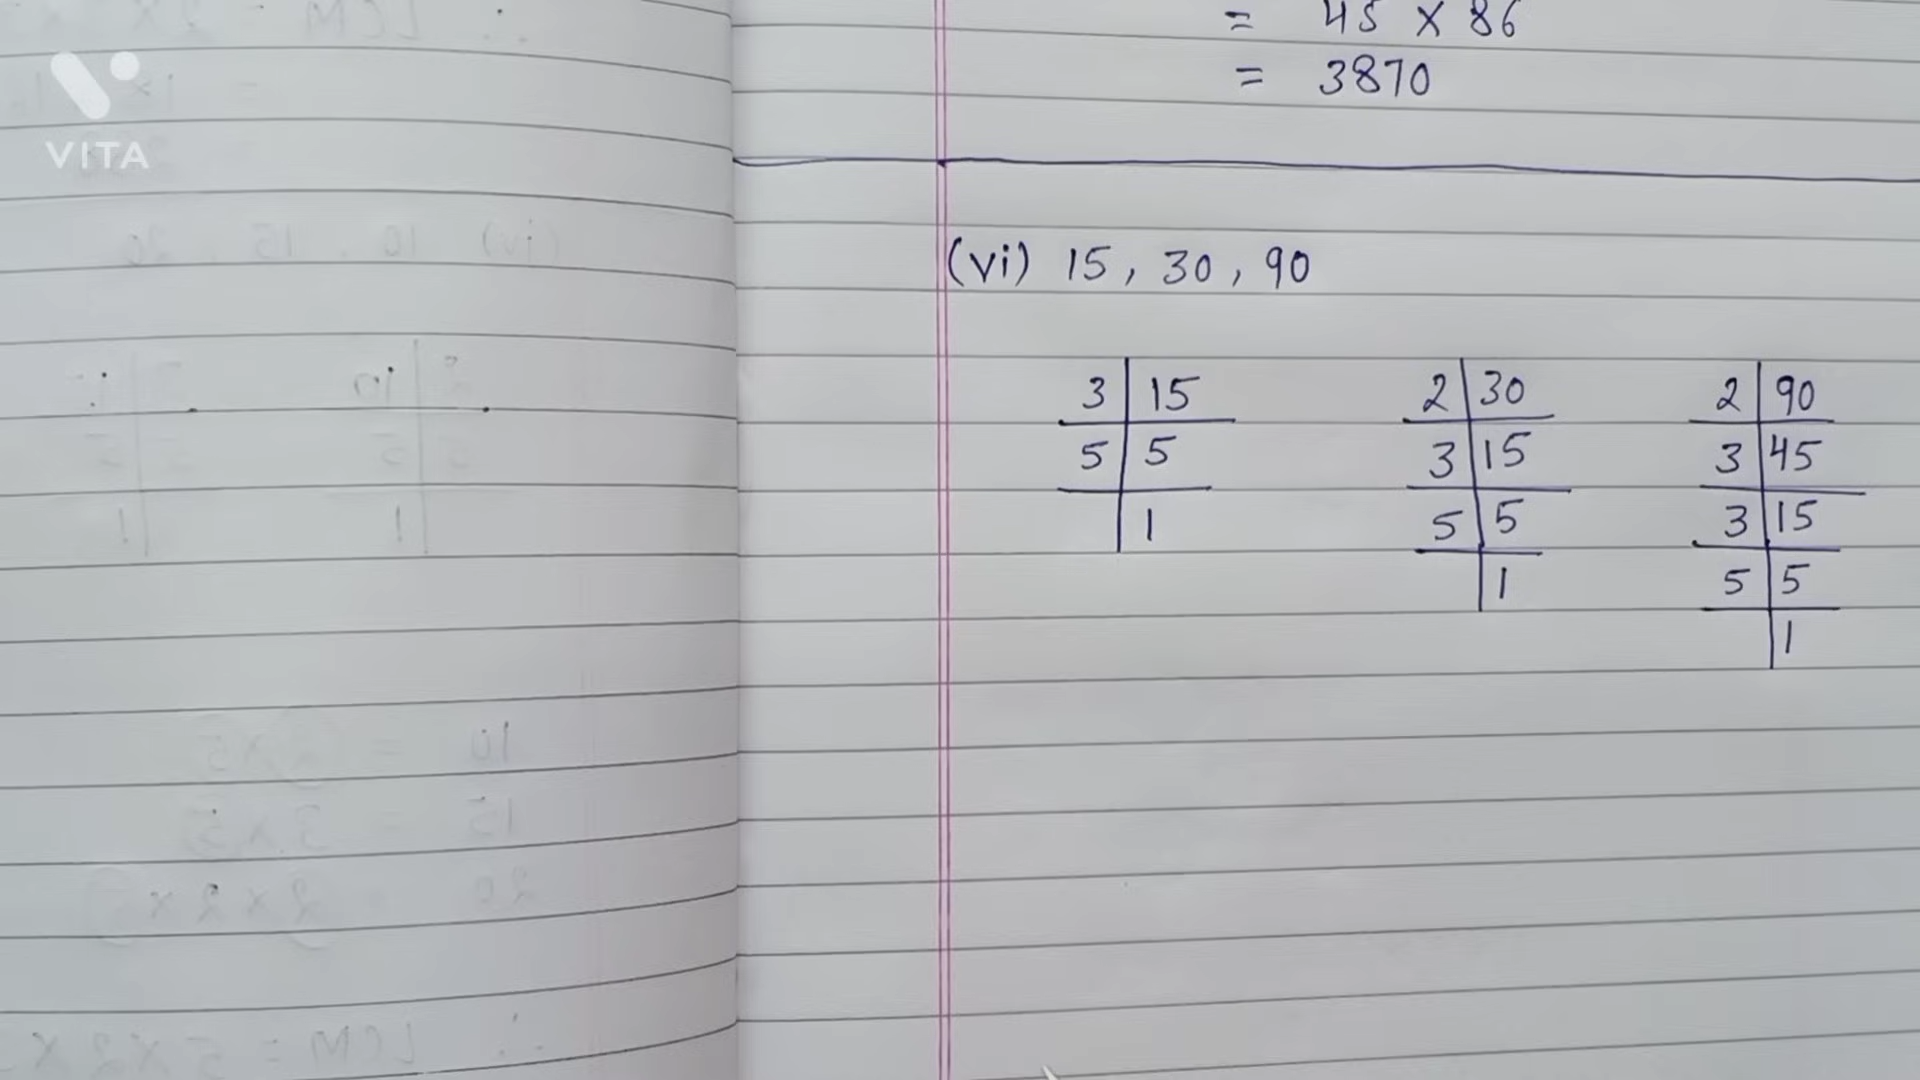 VITA
= 45 × 86
= 3870
(vi) 15, 30, 90
3 | 15
5 | 5
1
2 | 30
3 | 15
5 | 5
1
2 | 90
3 | 45
3 | 15
5 | 5
1